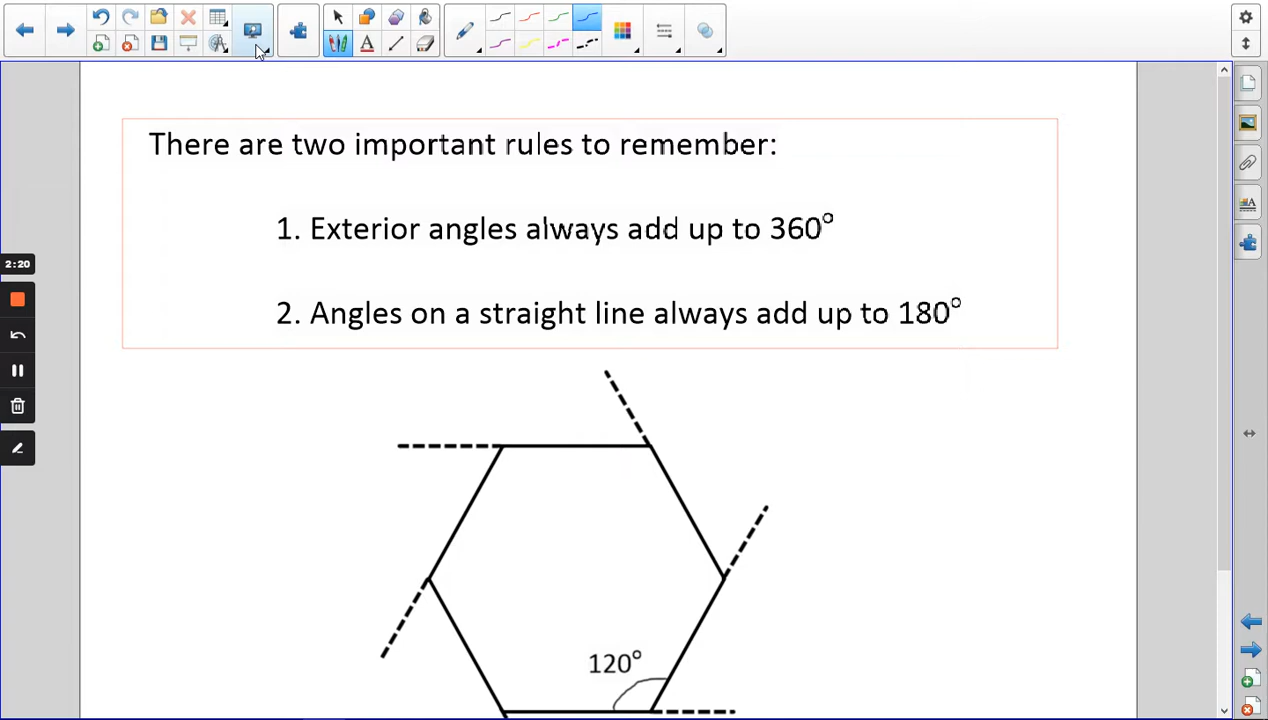 There are two important rules to remember:
1. Exterior angles always add up to 360°
2:20
2. Angles on a straight line always add up to 180°
120°